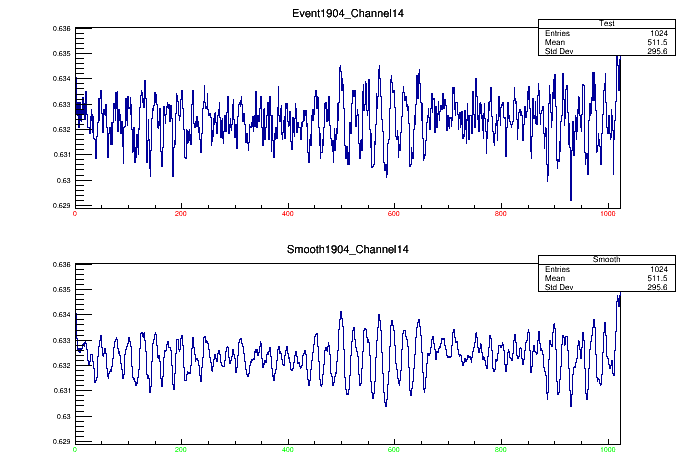 Event1904_Channel14
Test
Entries 1024
Mean 511.5
Std Dev 295.6
0.636
0.635
0.634
0.633
0.632
0.631
0.63
0.629
0 200 400 600 800 1000
Smooth1904_Channel14
Smooth
Entries 1024
Mean 511.5
Std Dev 295.6
0.636
0.635
0.634
0.633
0.632
0.631
0.63
0.629
0 200 400 600 800 1000